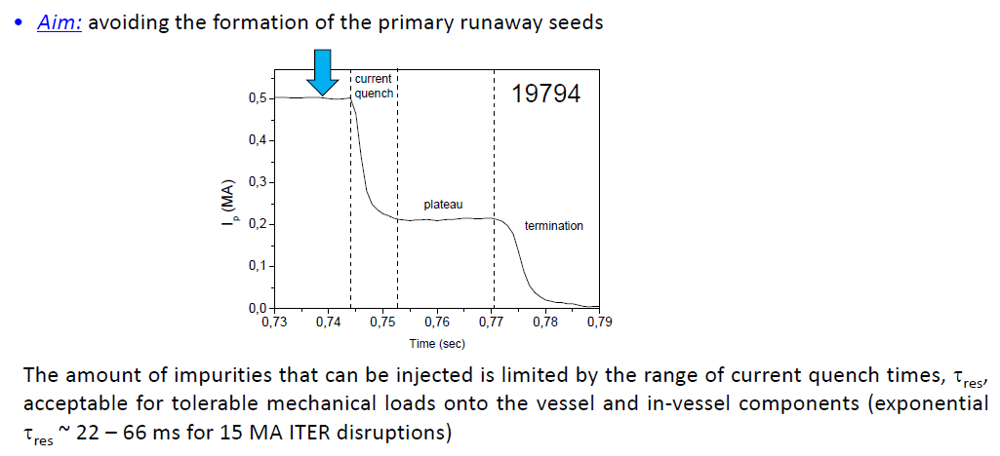 • Aim: avoiding the formation of the primary runaway seeds
current
quench
19794
0,5
0,4
0,3
0,2
0,1
0,0
Ip (MA)
plateau
termination
0,73 0,74 0,75 0,76 0,77 0,78 0,79
Time (sec)
The amount of impurities that can be injected is limited by the range of current quench times, τres,
acceptable for tolerable mechanical loads onto the vessel and in-vessel components (exponential
τres ~ 22 – 66 ms for 15 MA ITER disruptions)